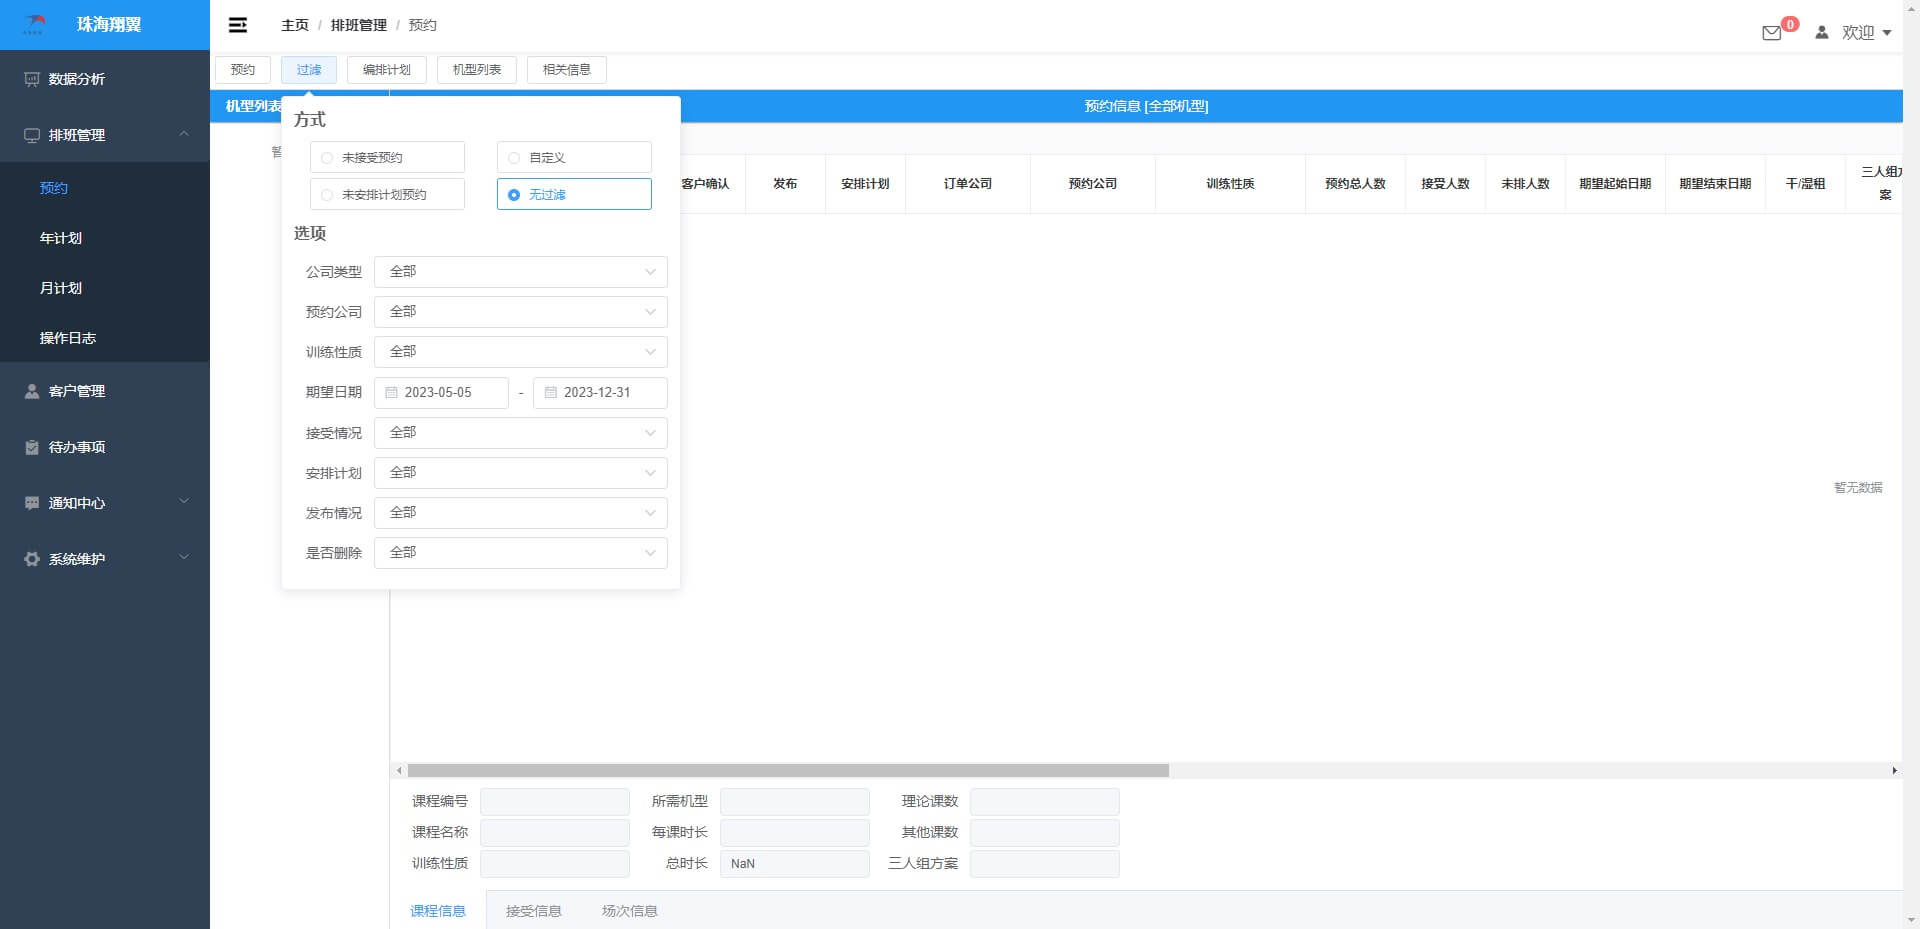 珠海翔翼
主页 / 排班管理 / 预约
0
欢迎
数据分析
排班管理
预约
年计划
月计划
操作日志
客户管理
待办事项
通知中心
系统维护
预约 过滤 编排计划 机型列表 相关信息
机型列表
预约信息 [全部机型]
暂
方式
未接受预约 自定义
未安排计划预约 无过滤
选项
公司类型 全部
预约公司 全部
训练性质 全部
期望日期 2023-05-05 - 2023-12-31
接受情况 全部
安排计划 全部
发布情况 全部
是否删除 全部
客户确认 发布 安排计划 订单公司 预约公司 训练性质 预约总人数 接受人数 未排人数 期望起始日期 期望结束日期 干/湿租 三人组方案
暂无数据
课程编号 所需机型 理论课数
课程名称 每课时长 其他课数
训练性质 总时长 NaN 三人组方案
课程信息 接受信息 场次信息